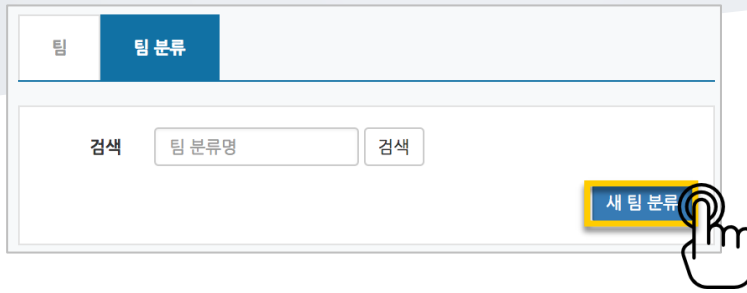 팀 팀 분류
검색 팀 분류명 검색
새 팀 분류